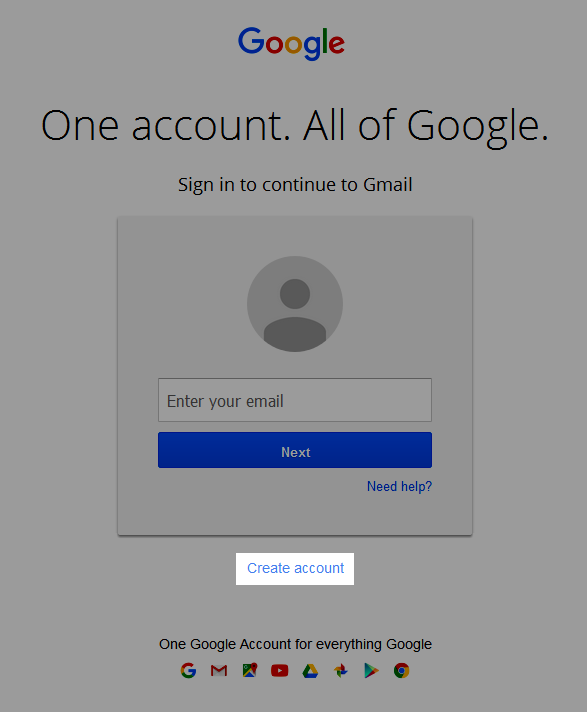 Google
One account. All of Google.
Sign in to continue to Gmail
Enter your email
Next
Need help?
Create account
One Google Account for everything Google